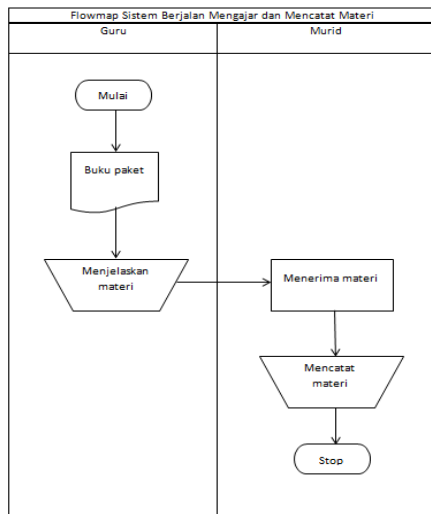 Flowmap Sistem Berjalan Mengajar dan Mencatat Materi
Guru
Murid
Mulai
Buku paket
Menjelaskan
materi
Menerima materi
Mencatat
materi
Stop